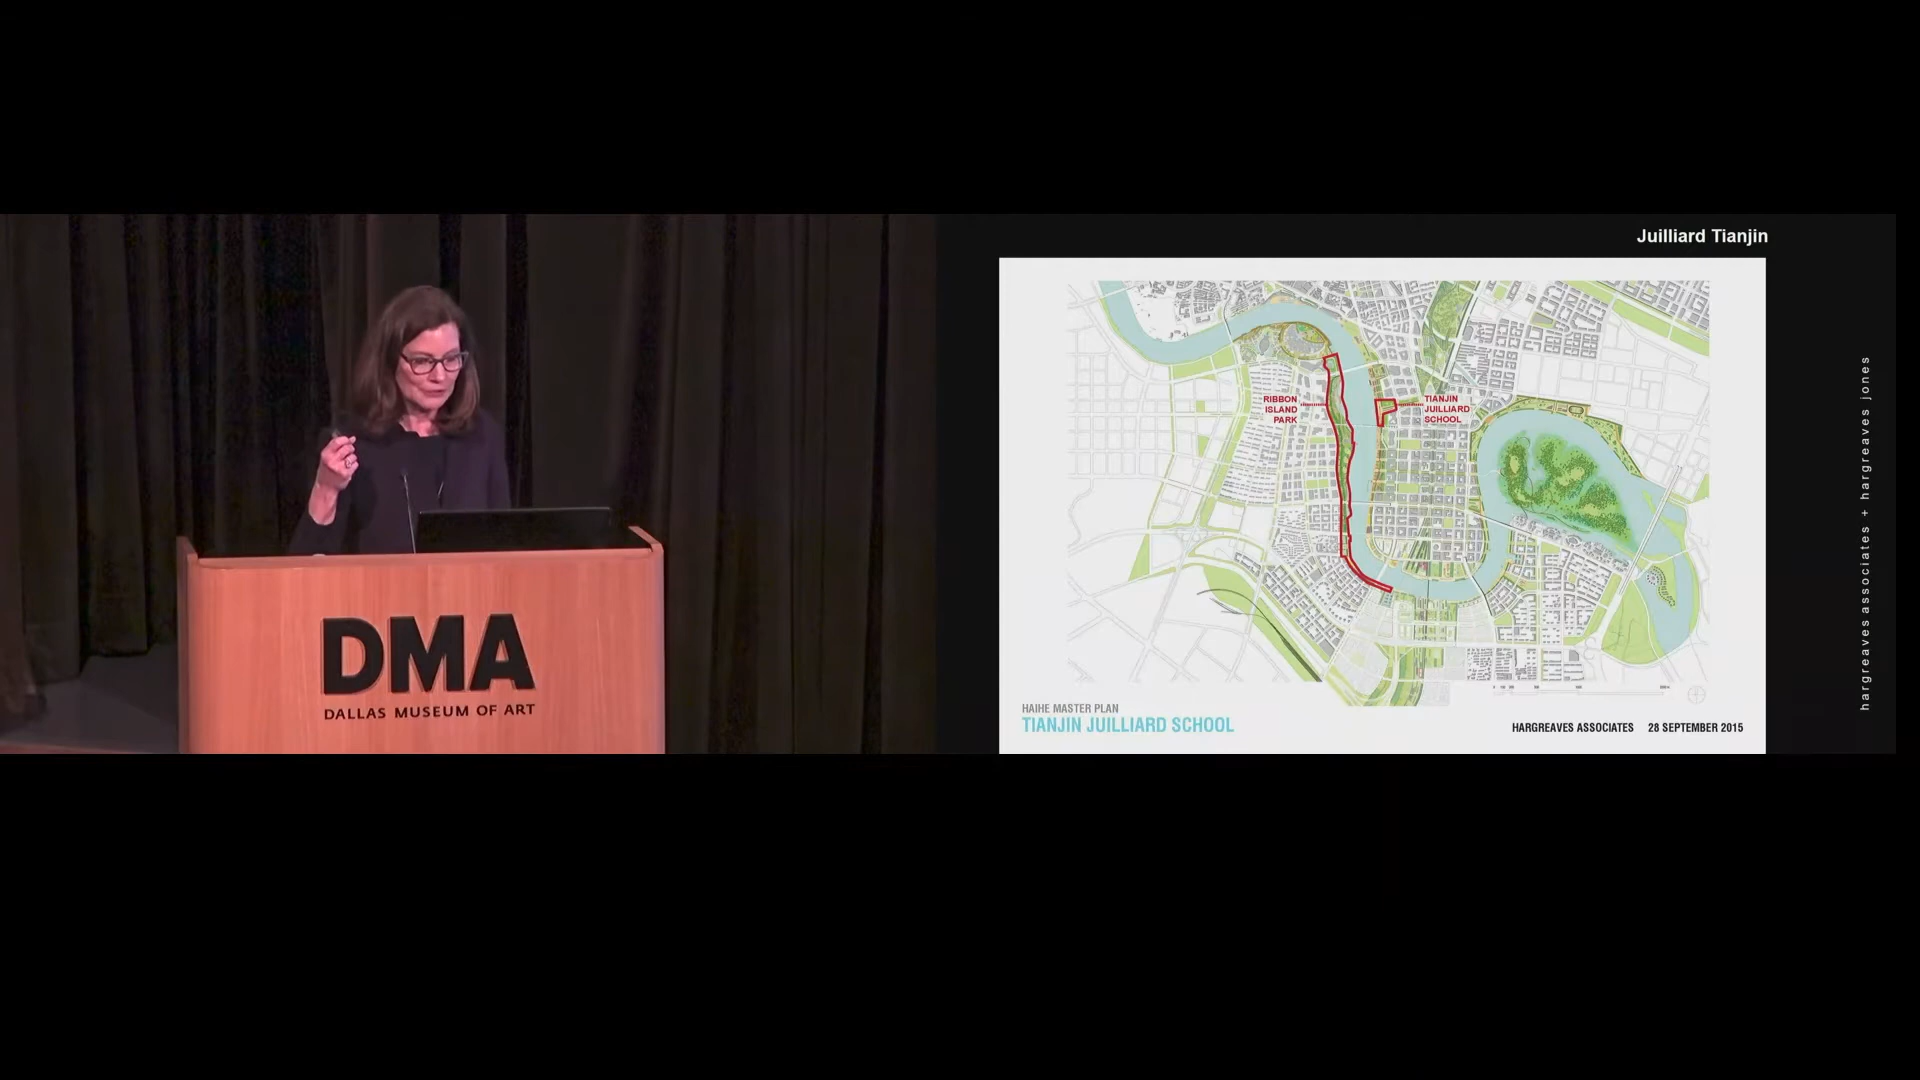 DMA
DALLAS MUSEUM OF ART
Juilliard Tianjin
RIBBON
ISLAND
PARK
TIANJIN
JUILLIARD
SCHOOL
HAIHE MASTER PLAN
TIANJIN JUILLIARD SCHOOL
HARGREAVES ASSOCIATES 28 SEPTEMBER 2015
hargreaves associates + hargreaves jones